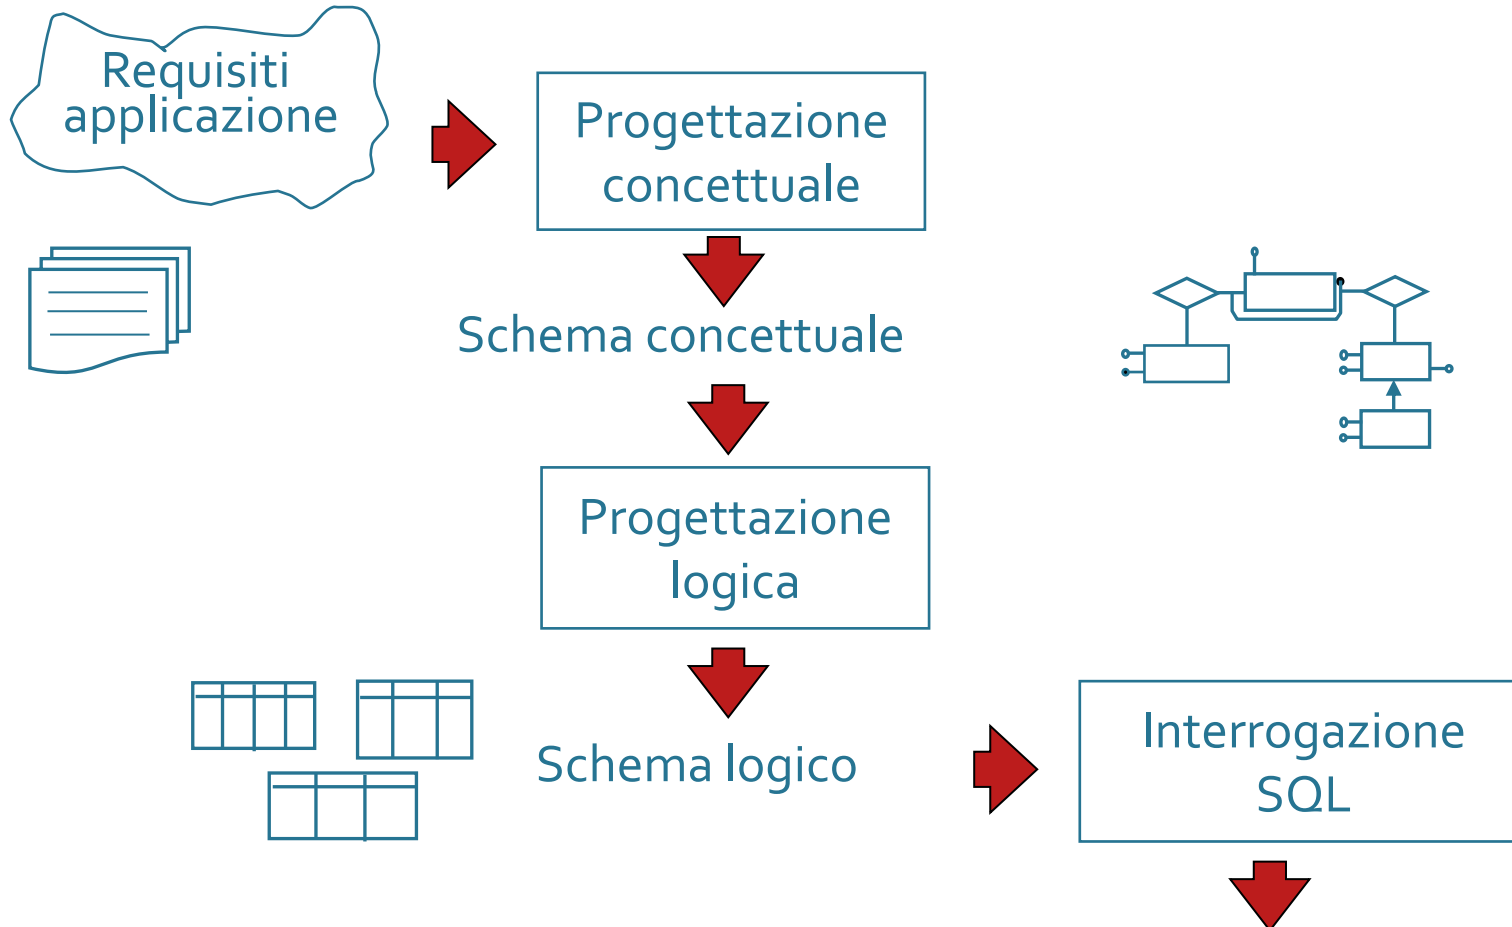 Requisiti
applicazione
Progettazione
concettuale
Schema concettuale
Progettazione
logica
Schema logico
Interrogazione
SQL